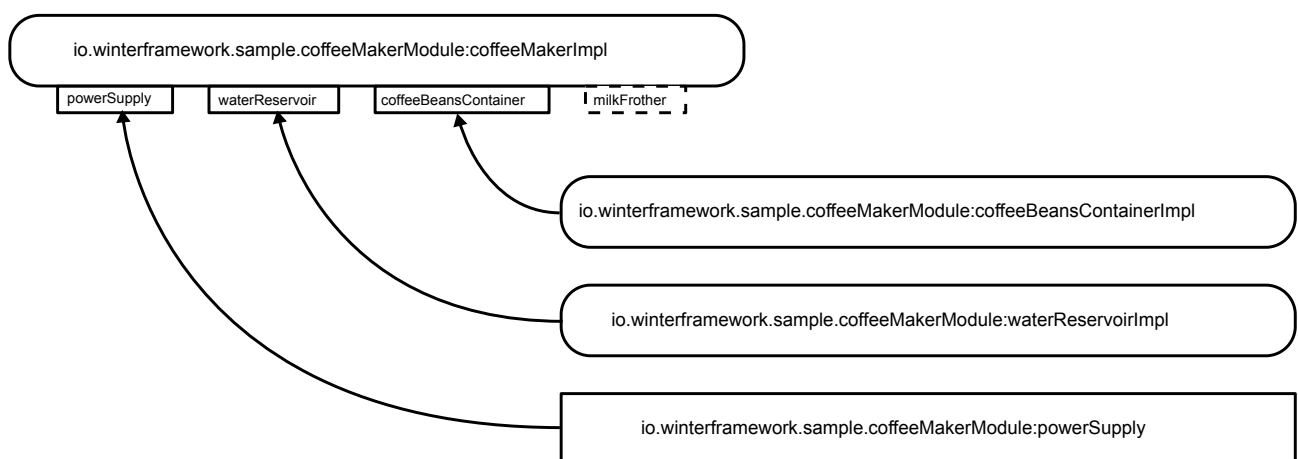 io.winterframework.sample.coffeeMakerModule:coffeeMakerImpl
powerSupply
waterReservoir
coffeeBeansContainer
milkFrother
io.winterframework.sample.coffeeMakerModule:coffeeBeansContainerImpl
io.winterframework.sample.coffeeMakerModule:waterReservoirImpl
io.winterframework.sample.coffeeMakerModule:powerSupply